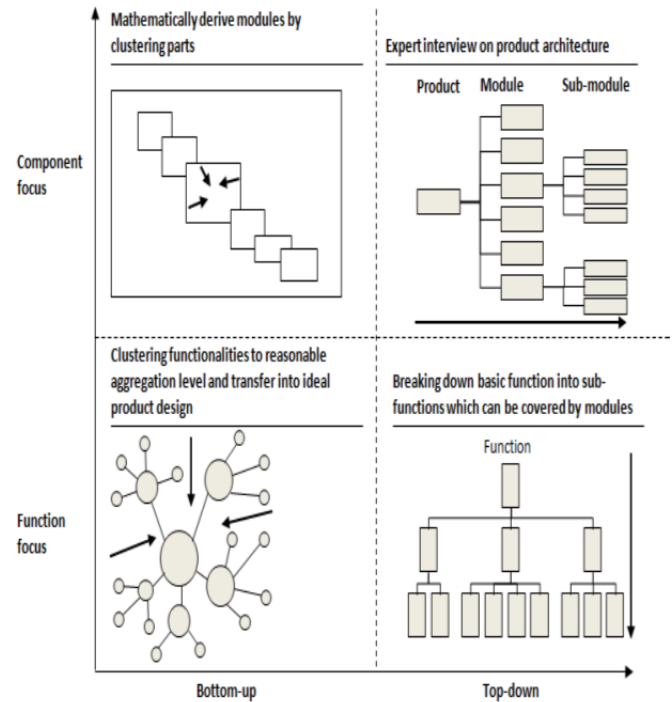 Mathematically derive modules by
clustering parts
Expert interview on product architecture
Product Module Sub-module
Component
focus
Clustering functionalities to reasonable
aggregation level and transfer into ideal
product design
Breaking down basic function into sub-
functions which can be covered by modules
Function
Function
focus
Bottom-up
Top-down